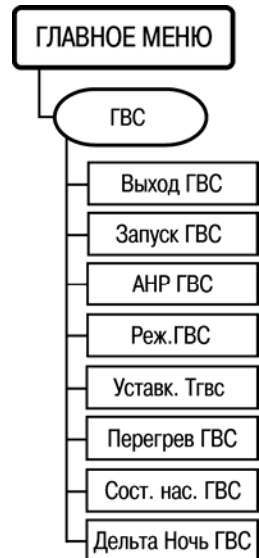 ГЛАВНОЕ МЕНЮ
ГВС
Выход ГВС
Запуск ГВС
АНР ГВС
Реж.ГВС
Уставк. Тгвс
Перегрев ГВС
Сост. нас. ГВС
Дельта Ночь ГВС